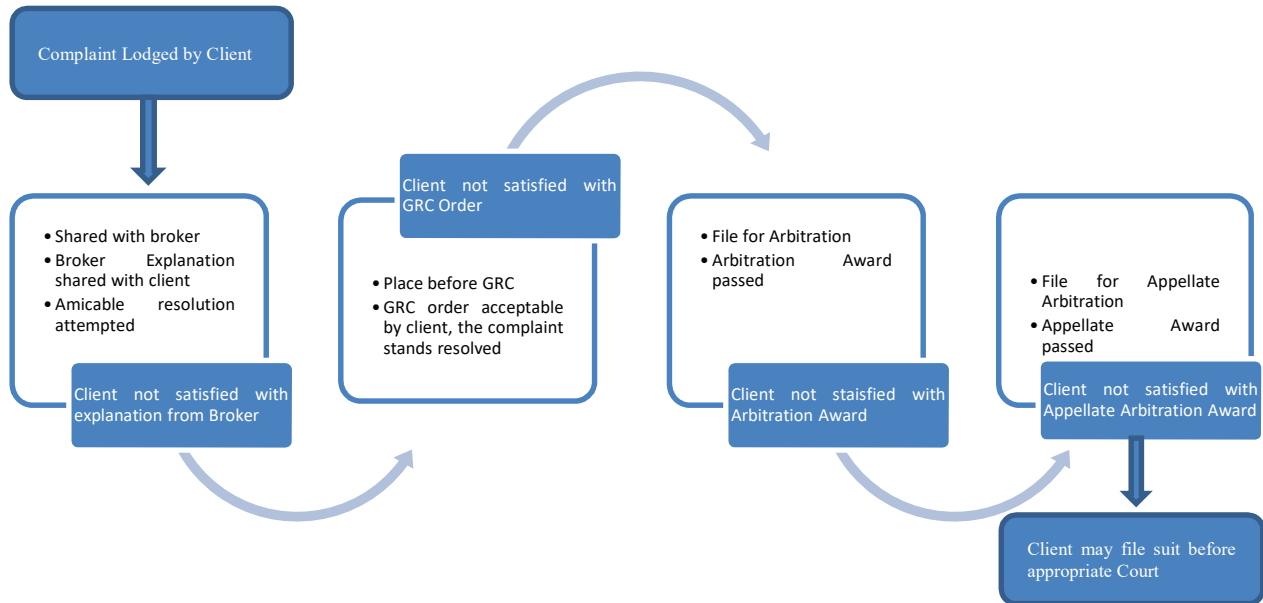 Complaint Lodged by Client
• Shared with broker
• Broker Explanation
shared with client
• Amicable resolution
attempted
Client not satisfied with
explanation from Broker
Client not satisfied with
GRC Order
• Place before GRC
• GRC order acceptable
by client, the complaint
stands resolved
• File for Arbitration
• Arbitration Award
passed
Client not staisfied with
Arbitration Award
• File for Appellate
Arbitration
• Appellate Award
passed
Client not satisfied with
Appellate Arbitration Award
Client may file suit before
appropriate Court